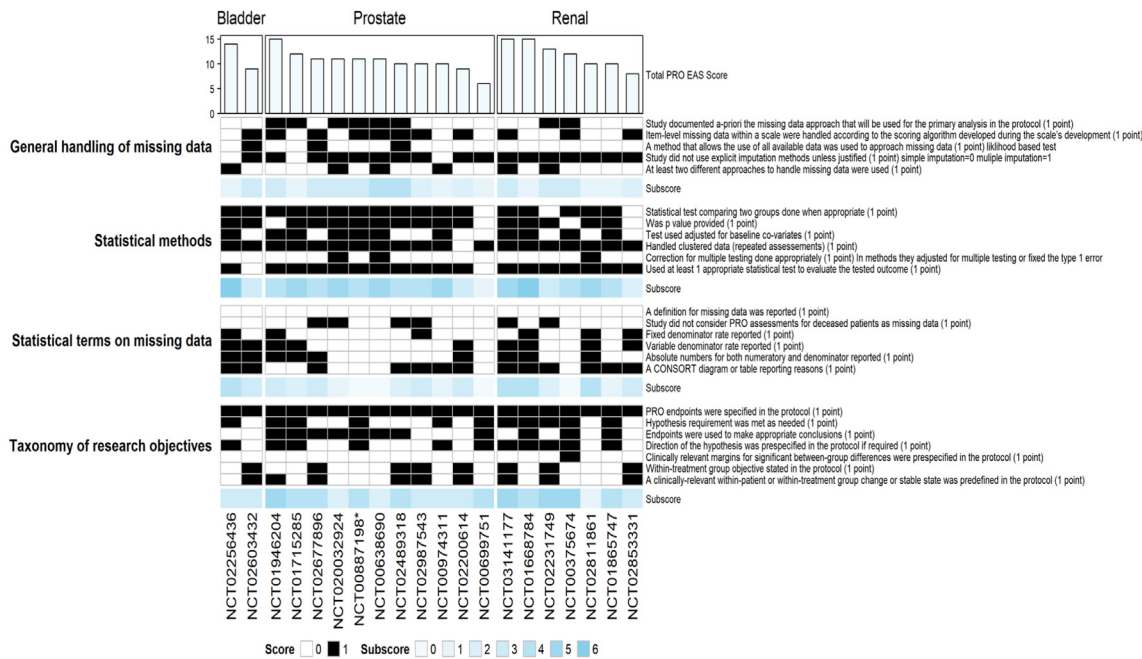 Bladder Prostate Renal
15
10
5
0
Total PRO EAS Score
General handling of missing data
Study documented a-priori the missing data approach that will be used for the primary analysis in the protocol (1 point)
Item-level missing data within a scale were handled according to the scoring algorithm developed during the scale's development (1 point)
A method that allows the use of all available data was used to approach missing data (1 point) liklihood based test
Study did not use explicit imputation methods unless justified (1 point) simple imputation=0 muliple imputation=1
At least two different approaches to handle missing data were used (1 point)
Subscore
Statistical methods
Statistical test comparing two groups done when appropriate (1 point)
Was p value provided (1 point)
Test used adjusted for baseline co-variates (1 point)
Handled clustered data (repeated assessements) (1 point)
Correction for multiple testing done appropriately (1 point) In methods they adjusted for multiple testing or fixed the type 1 error
Used at least 1 appropriate statistical test to evaluate the tested outcome (1 point)
Subscore
Statistical terms on missing data
A definition for missing data was reported (1 point)
Study did not consider PRO assessments for deceased patients as missing data (1 point)
Fixed denominator rate reported (1 point)
Variable denominator rate reported (1 point)
Absolute numbers for both numeratory and denominator reported (1 point)
A CONSORT diagram or table reporting reasons (1 point)
Subscore
Taxonomy of research objectives
PRO endpoints were specified in the protocol (1 point)
Hypothesis requirement was met as needed (1 point)
Endpoints were used to make appropriate conclusions (1 point)
Direction of the hypothesis was prespecified in the protocol if required (1 point)
Clinically relevant margins for significant between-group differences were prespecified in the protocol (1 point)
Within-treatment group objective stated in the protocol (1 point)
A clinically-relevant within-patient or within-treatment group change or stable state was predefined in the protocol (1 point)
Subscore
NCT02256436
NCT02603432
NCT01946204
NCT01715285
NCT02677896
NCT020032924
NCT00887198*
NCT00638690
NCT02489318
NCT02987543
NCT00974311
NCT02200614
NCT00699751
NCT03141177
NCT01668784
NCT02231749
NCT00375674
NCT02811861
NCT01865747
NCT02853331
Score 0 1 Subscore 0 1 2 3 4 5 6